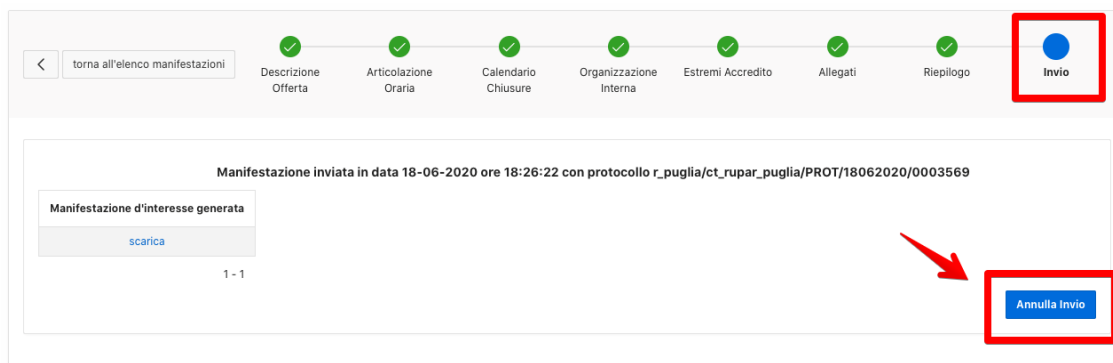 torna all'elenco manifestazioni
Descrizione
Offerta
Articolazione
Oraria
Calendario
Chiusure
Organizzazione
Interna
Estremi Accredito
Allegati
Riepilogo
Invio
Manifestazione inviata in data 18-06-2020 ore 18:26:22 con protocollo r_puglia/ct_rupar_puglia/PROT/18062020/0003569
Manifestazione d'interesse generata
scarica
1 - 1
Annulla Invio